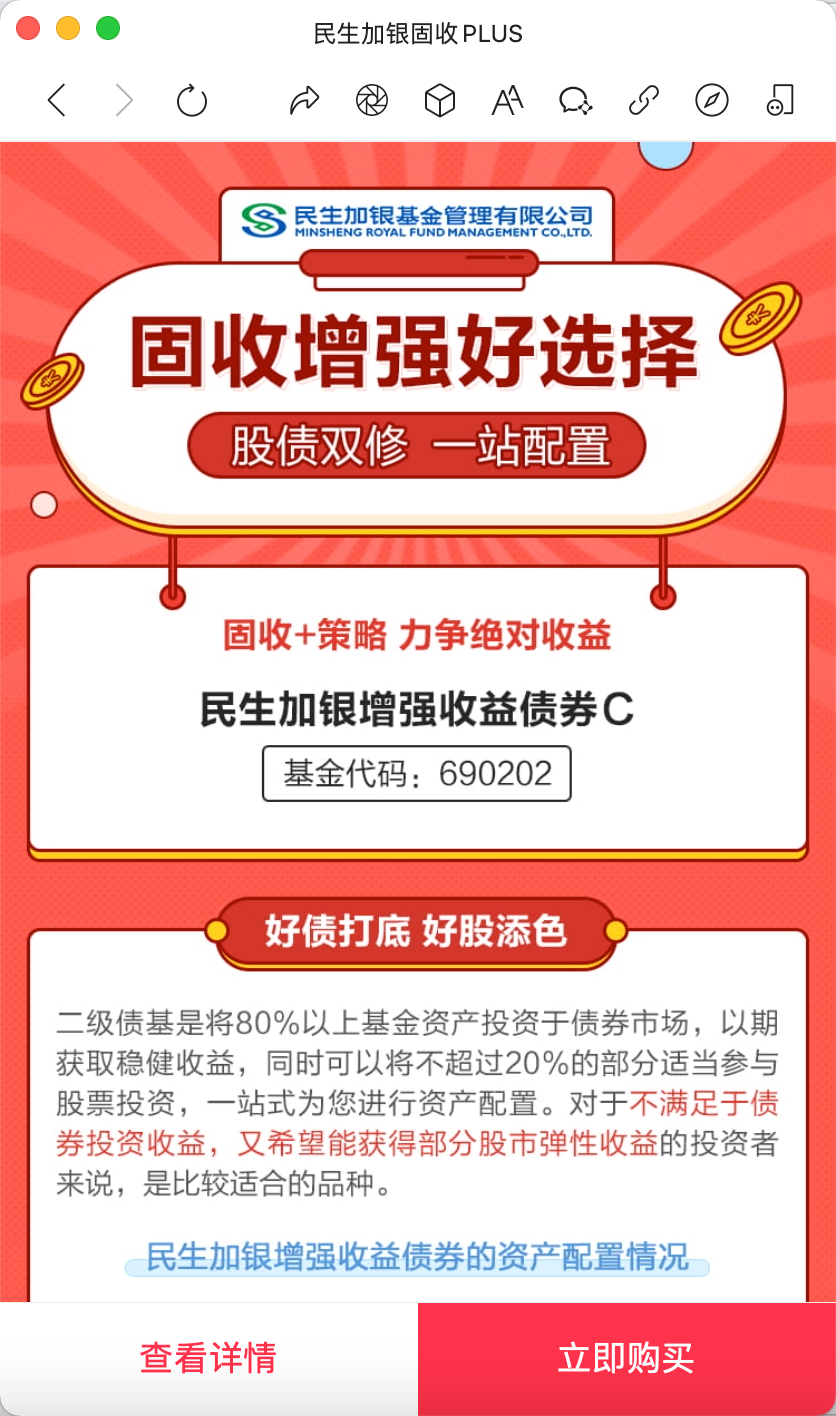 民生加银固收PLUS
民生加银基金管理有限公司
MINSHENG ROYAL FUND MANAGEMENT CO.,LTD.
固收增强好选择
股债双修 一站配置
固收+策略 力争绝对收益
民生加银增强收益债券C
基金代码：690202
好债打底 好股添色
二级债基是将80%以上基金资产投资于债券市场，以期
获取稳健收益，同时可以将不超过20%的部分适当参与
股票投资，一站式为您进行资产配置。对于不满足于债
券投资收益，又希望能获得部分股市弹性收益的投资者
来说，是比较适合的品种。
民生加银增强收益债券的资产配置情况
查看详情
立即购买